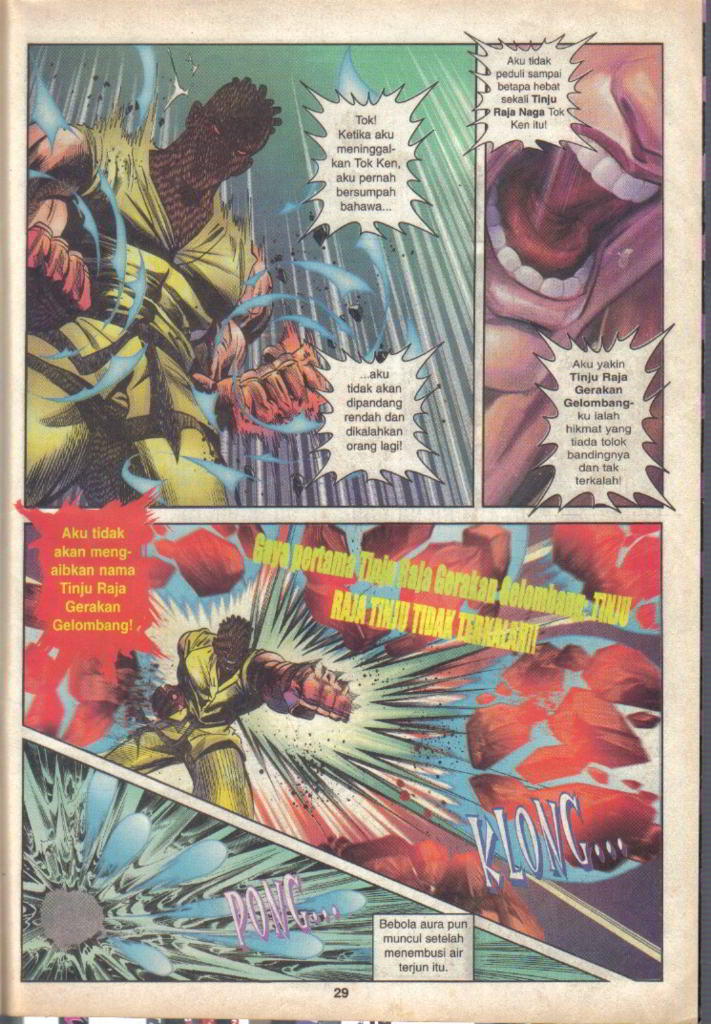 Tok!
Ketika aku
meninggal-
kan Tok Ken,
aku pernah
bersumpah
bahawa...
...aku
tidak akan
dipandang
rendah dan
dikalahkan
orang lagi!
Aku tidak
peduli sampai
betapa hebat
sekali Tinju
Raja Naga Tok
Ken itu!
Aku yakin
Tinju Raja
Gerakan
Gelombang-
ku ialah
hikmat yang
tiada tolok
bandingnya
dan tak
terkalah!
Aku tidak
akan meng-
aibkan nama
Tinju Raja
Gerakan
Gelombang!
Gaya pertama Tinju Raja Gerakan Gelombang, TINJU
RAJA TINJU TIDAK TERKALAH!!
KLONG...
PONG...
Bebola aura pun
muncul setelah
menembusi air
terjun itu.
29